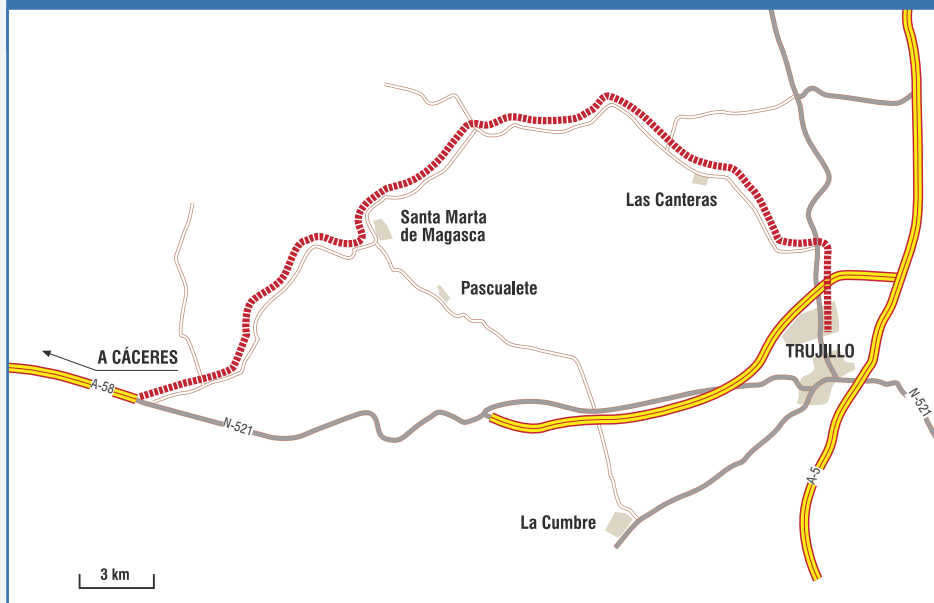 Las Canteras
Santa Marta
de Magasca
Pascualete
A CÁCERES
TRUJILLO
A-58
N-521
N-521
A-5
La Cumbre
3 km